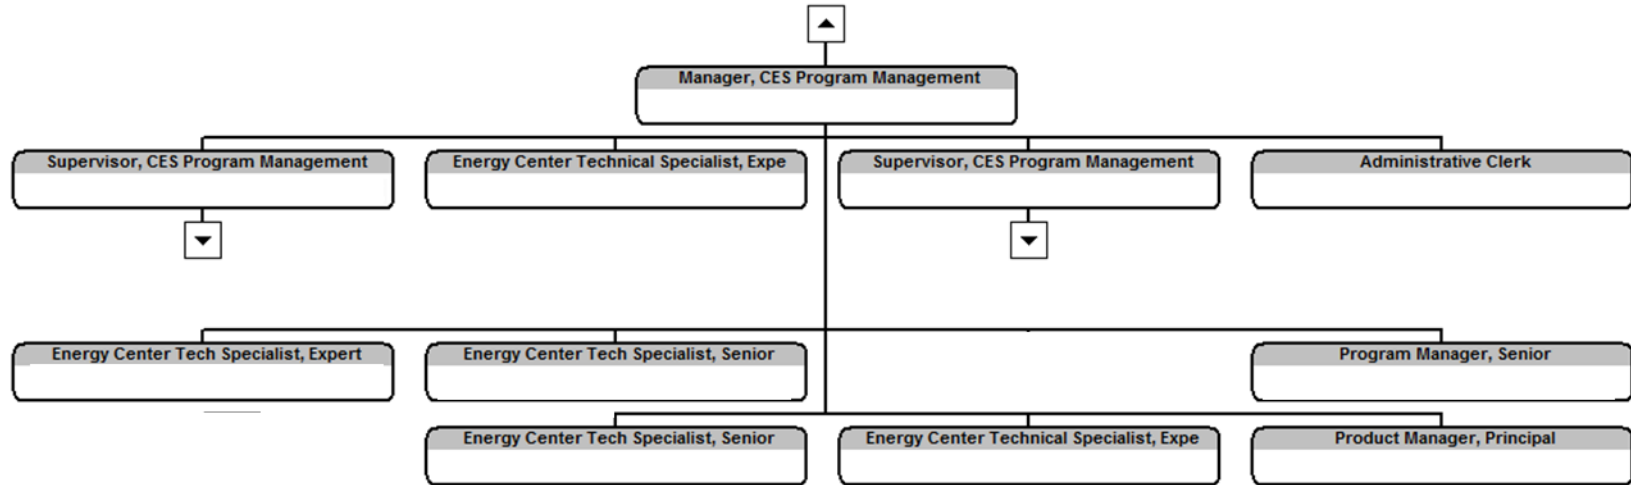 Manager, CES Program Management
Supervisor, CES Program Management
Energy Center Technical Specialist, Expe
Supervisor, CES Program Management
Administrative Clerk
Energy Center Tech Specialist, Expert
Energy Center Tech Specialist, Senior
Program Manager, Senior
Energy Center Tech Specialist, Senior
Energy Center Technical Specialist, Expe
Product Manager, Principal